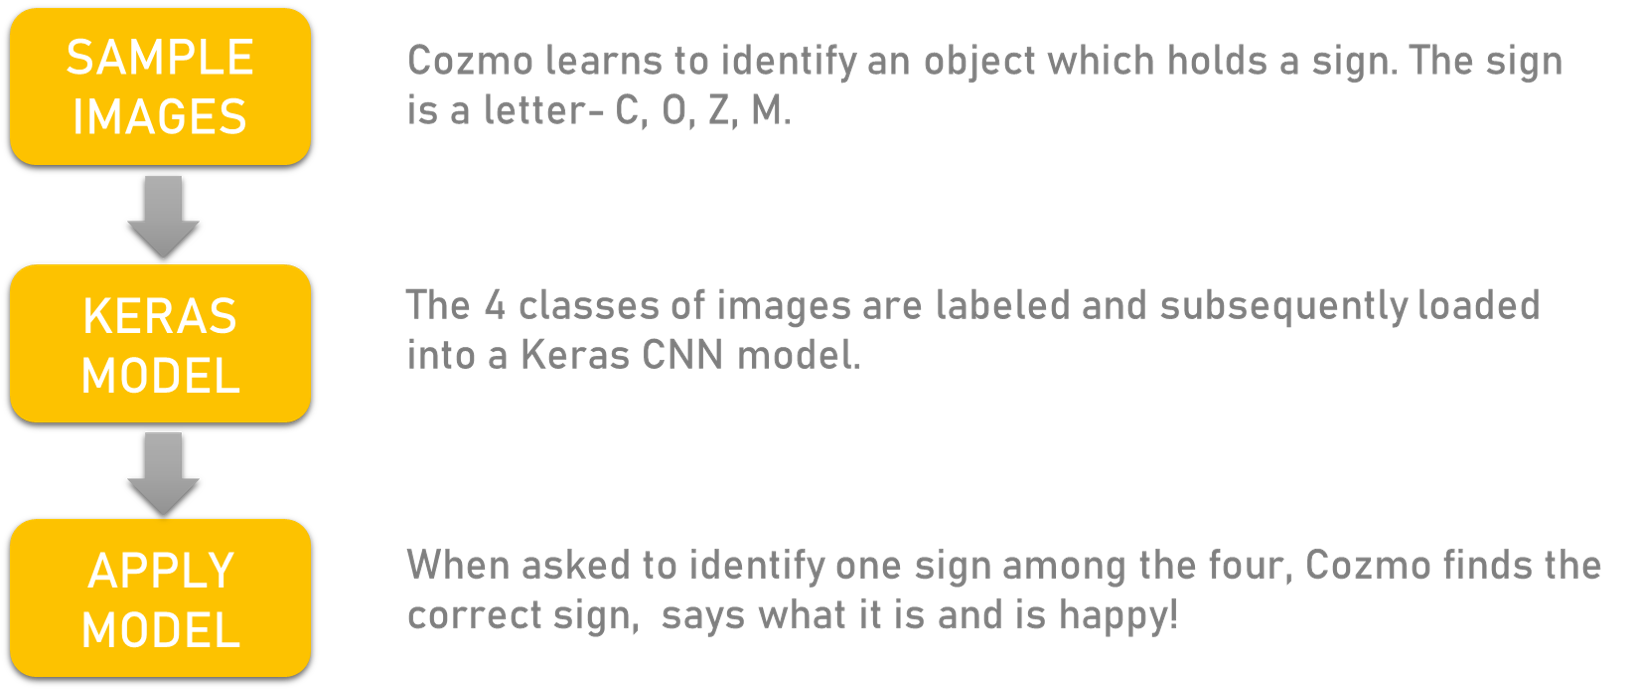 SAMPLE
IMAGES
Cozmo learns to identify an object which holds a sign. The sign
is a letter- C, O, Z, M.
KERAS
MODEL
The 4 classes of images are labeled and subsequently loaded
into a Keras CNN model.
APPLY
MODEL
When asked to identify one sign among the four, Cozmo finds the
correct sign,  says what it is and is happy!